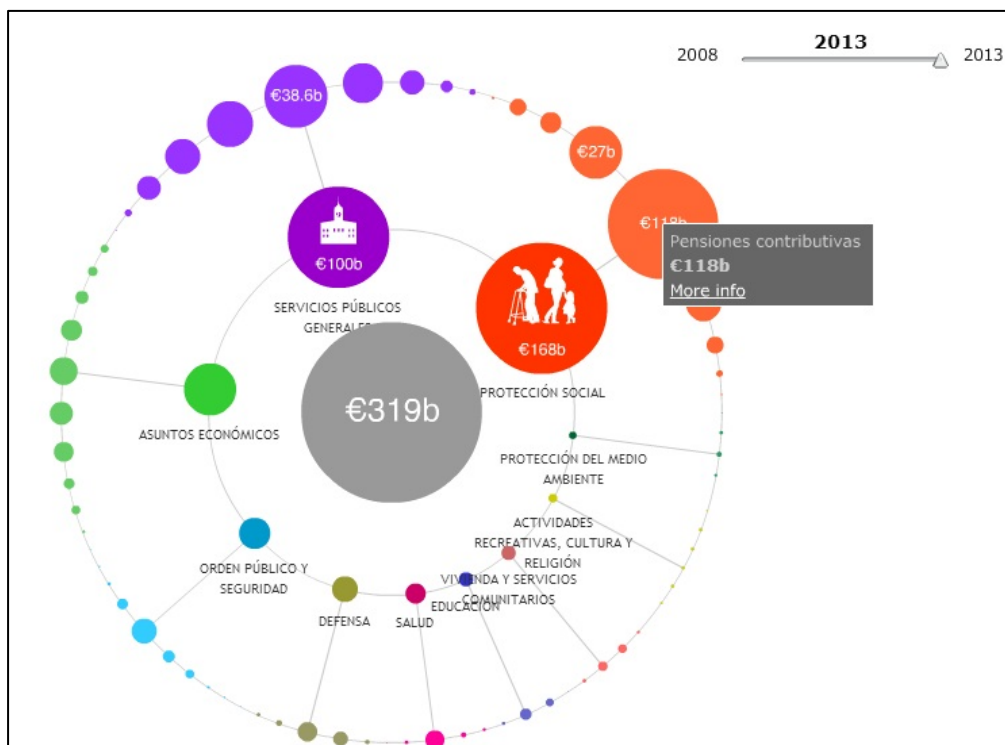 2008
2013
2013
€38.6b
€27b
€118b
Pensiones contributivas
€118b
More info
€100b
SERVICIOS PÚBLICOS
GENERALES
€168b
PROTECCIÓN SOCIAL
€319b
ASUNTOS ECONÓMICOS
PROTECCIÓN DEL MEDIO
AMBIENTE
ACTIVIDADES
RECREATIVAS, CULTURA Y
RELIGIÓN
ORDEN PÚBLICO Y
SEGURIDAD
VIVIENDA Y SERVICIOS
COMUNITARIOS
EDUCACIÓN
DEFENSA
SALUD